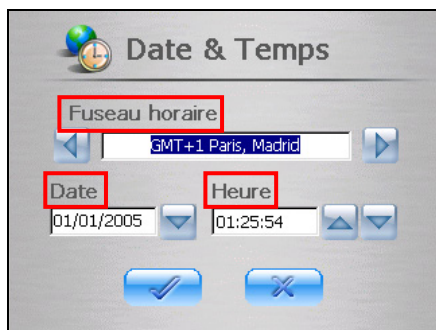 Date & Temps
Fuseau horaire
GMT+1 Paris, Madrid
Date Heure
01/01/2005 01:25:54